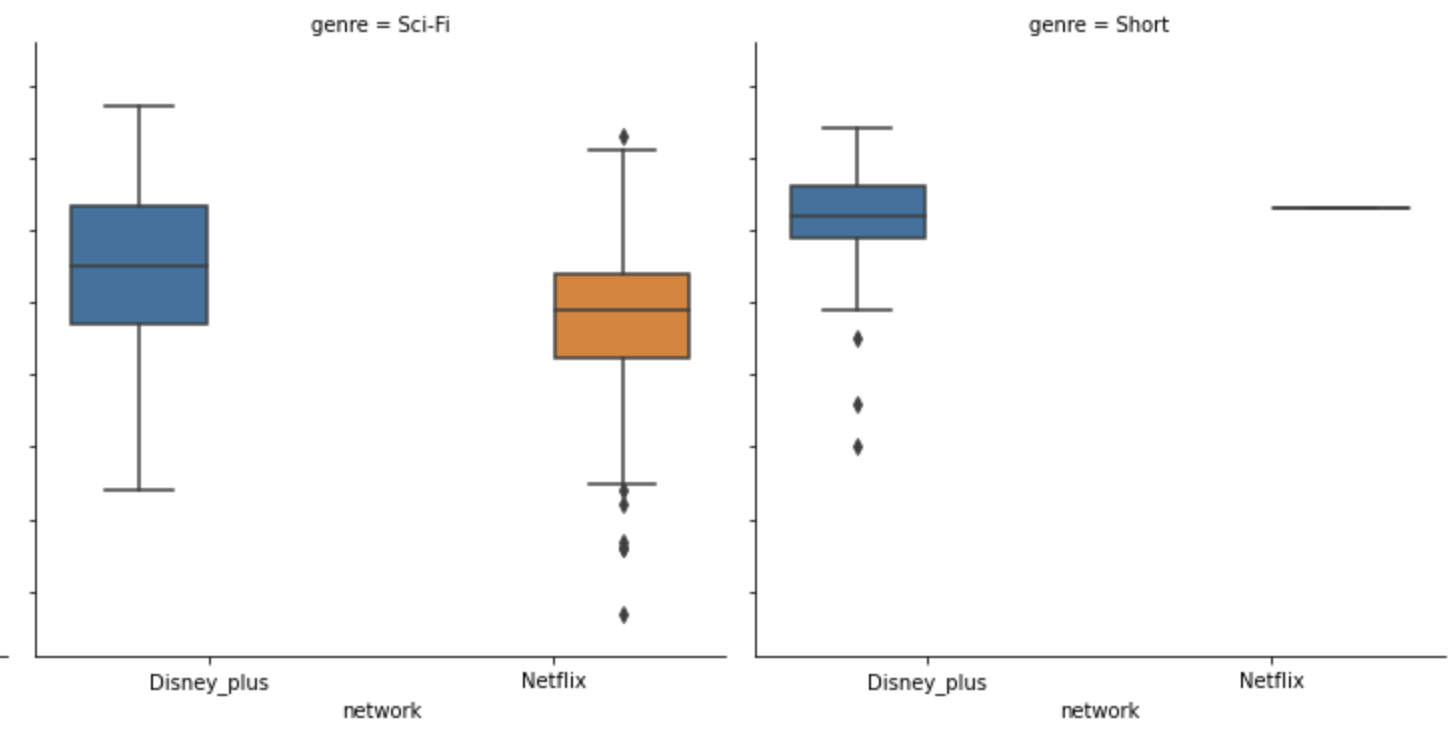 genre = Sci-Fi
genre = Short
Disney_plus
Netflix
Disney_plus
Netflix
network
network